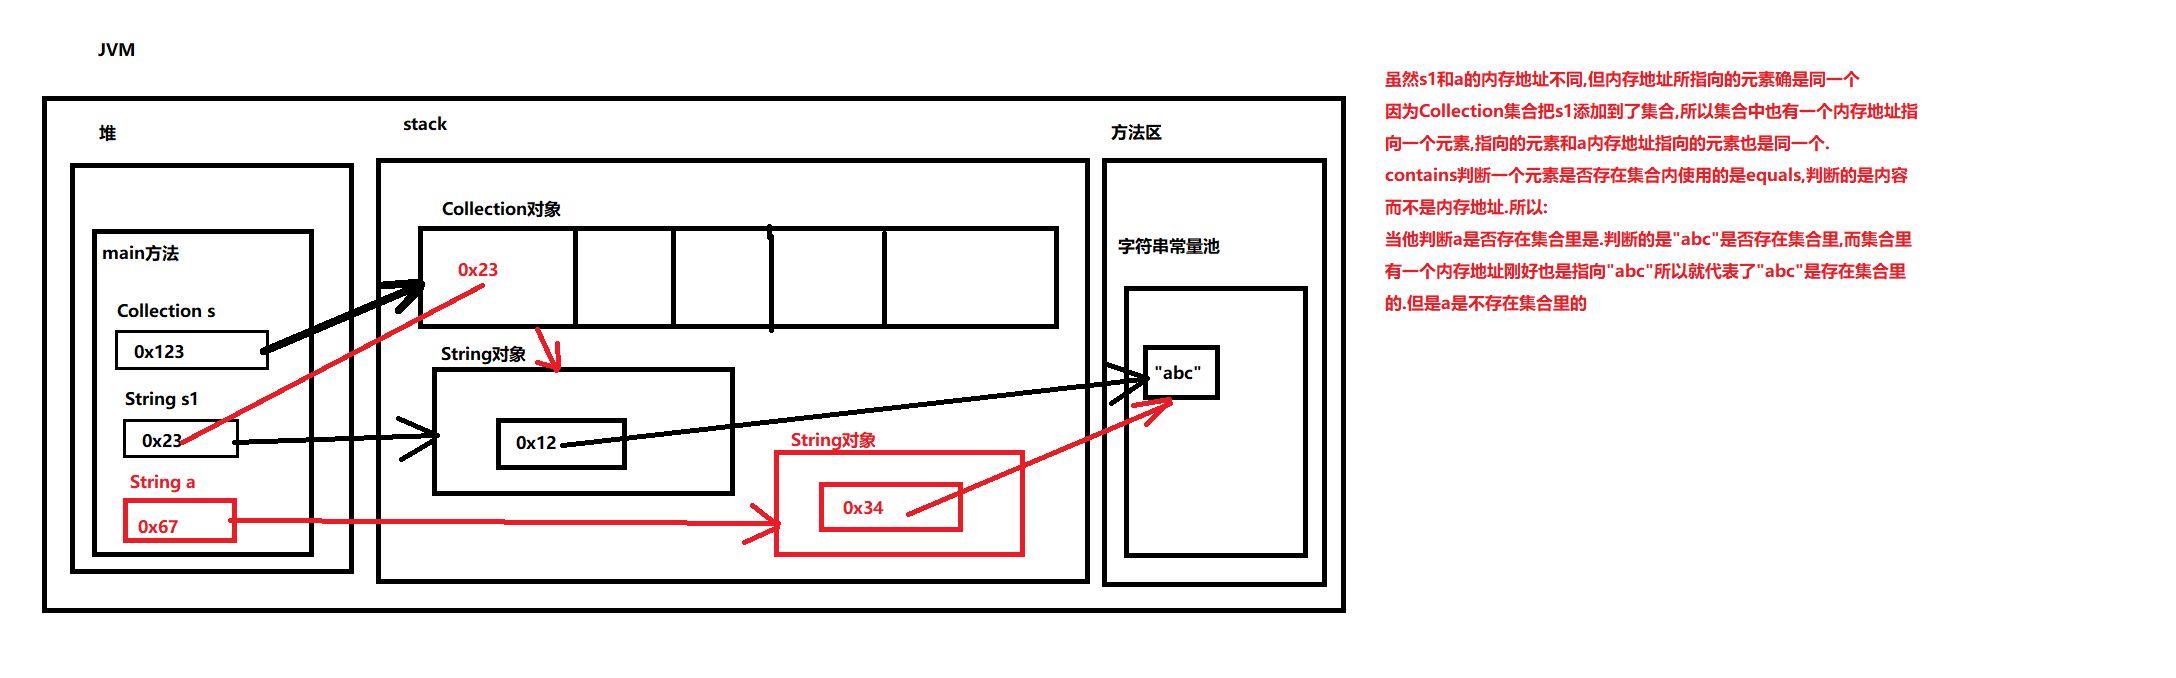 JVM
堆
stack
方法区
main方法
Collection s
0x123
String s1
0x23
String a
0x67
Collection对象
0x23
String对象
0x12
String对象
0x34
字符串常量池
"abc"
虽然s1和a的内存地址不同,但内存地址所指向的元素确是同一个
因为Collection集合把s1添加到了集合,所以集合中也有一个内存地址指
向一个元素,指向的元素和a内存地址指向的元素也是同一个.
contains判断一个元素是否存在集合内使用的是equals,判断的是内容
而不是内存地址.所以:
当他判断a是否存在集合里是.判断的是"abc"是否存在集合里,而集合里
有一个内存地址刚好也是指向"abc"所以就代表了"abc"是存在集合里
的.但是a是不存在集合里的